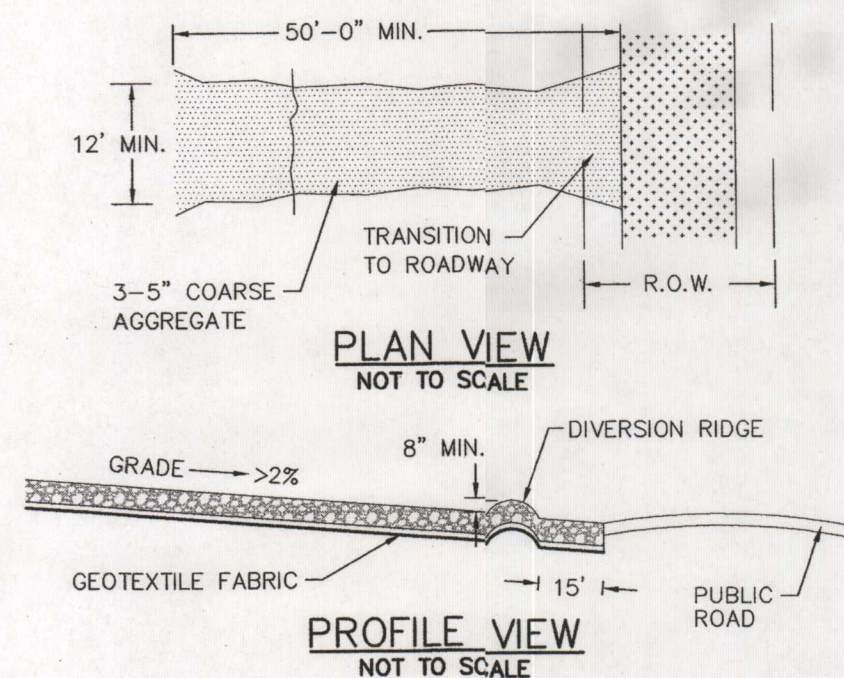 50'-0" MIN.
12' MIN.
TRANSITION
TO ROADWAY
R.O.W.
3-5" COARSE
AGGREGATE
PLAN VIEW
NOT TO SCALE
DIVERSION RIDGE
8" MIN.
GRADE >2%
GEOTEXTILE FABRIC
15'
PUBLIC
ROAD
PROFILE VIEW
NOT TO SCALE